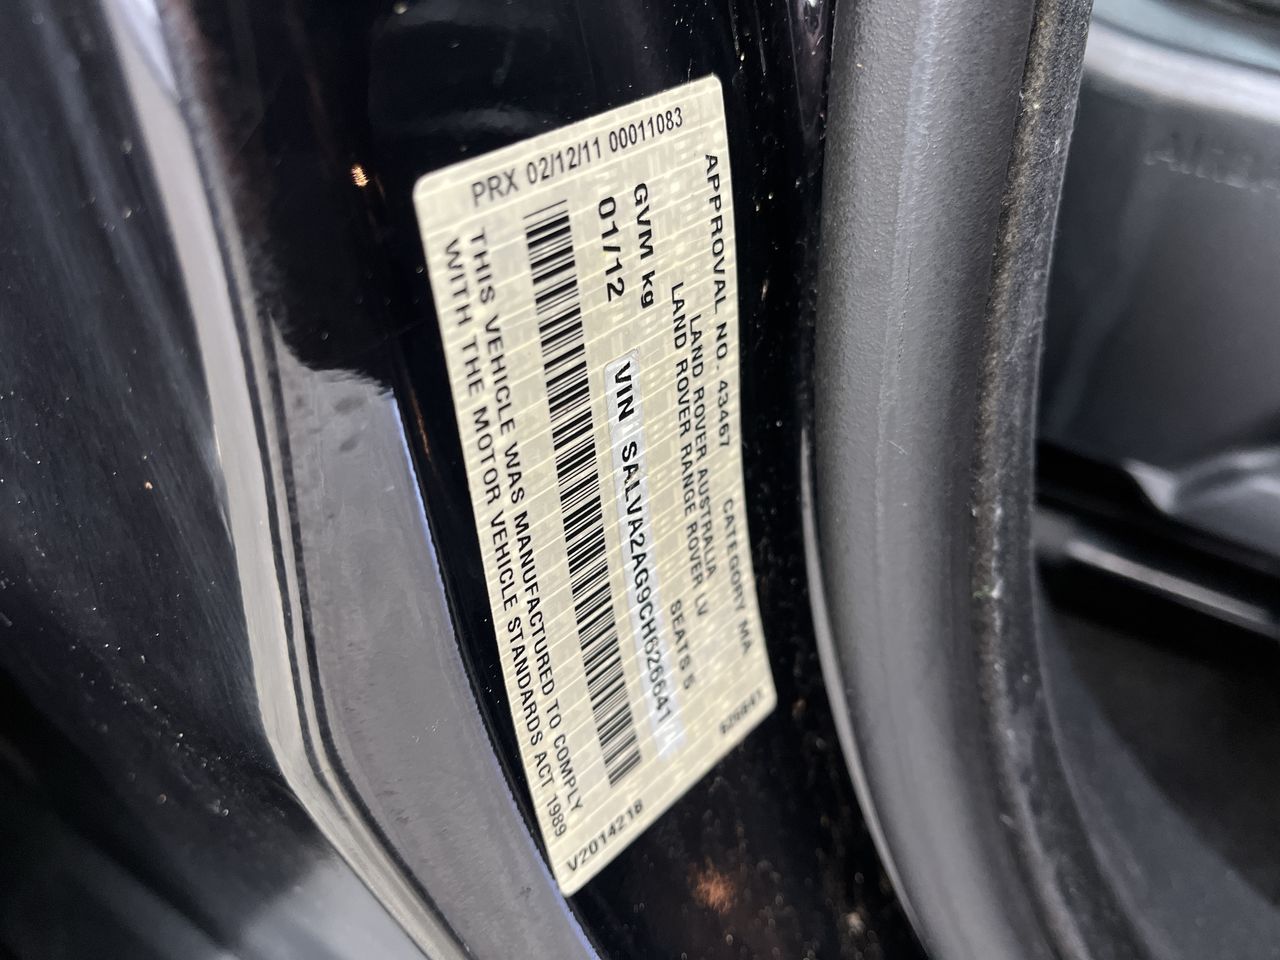 APPROVAL NO. 43467 CATEGORY MA
LAND ROVER AUSTRALIA
LAND ROVER RANGE ROVER LV SEATS 5
GVM kg
01/12 VIN SALVA2AG9CH626641
THIS VEHICLE WAS MANUFACTURED TO COMPLY
WITH THE MOTOR VEHICLE STANDARDS ACT 1989
PRX 02/12/11 00011083
626641
V2014218